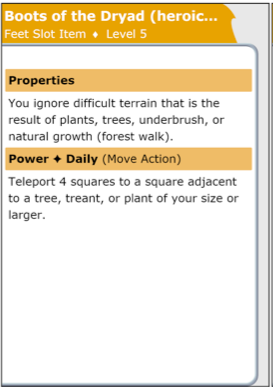 Boots of the Dryad (heroic...
Feet Slot Item ♦ Level 5
Properties
You ignore difficult terrain that is the
result of plants, trees, underbrush, or
natural growth (forest walk).
Power ✦ Daily (Move Action)
Teleport 4 squares to a square adjacent
to a tree, treant, or plant of your size or
larger.